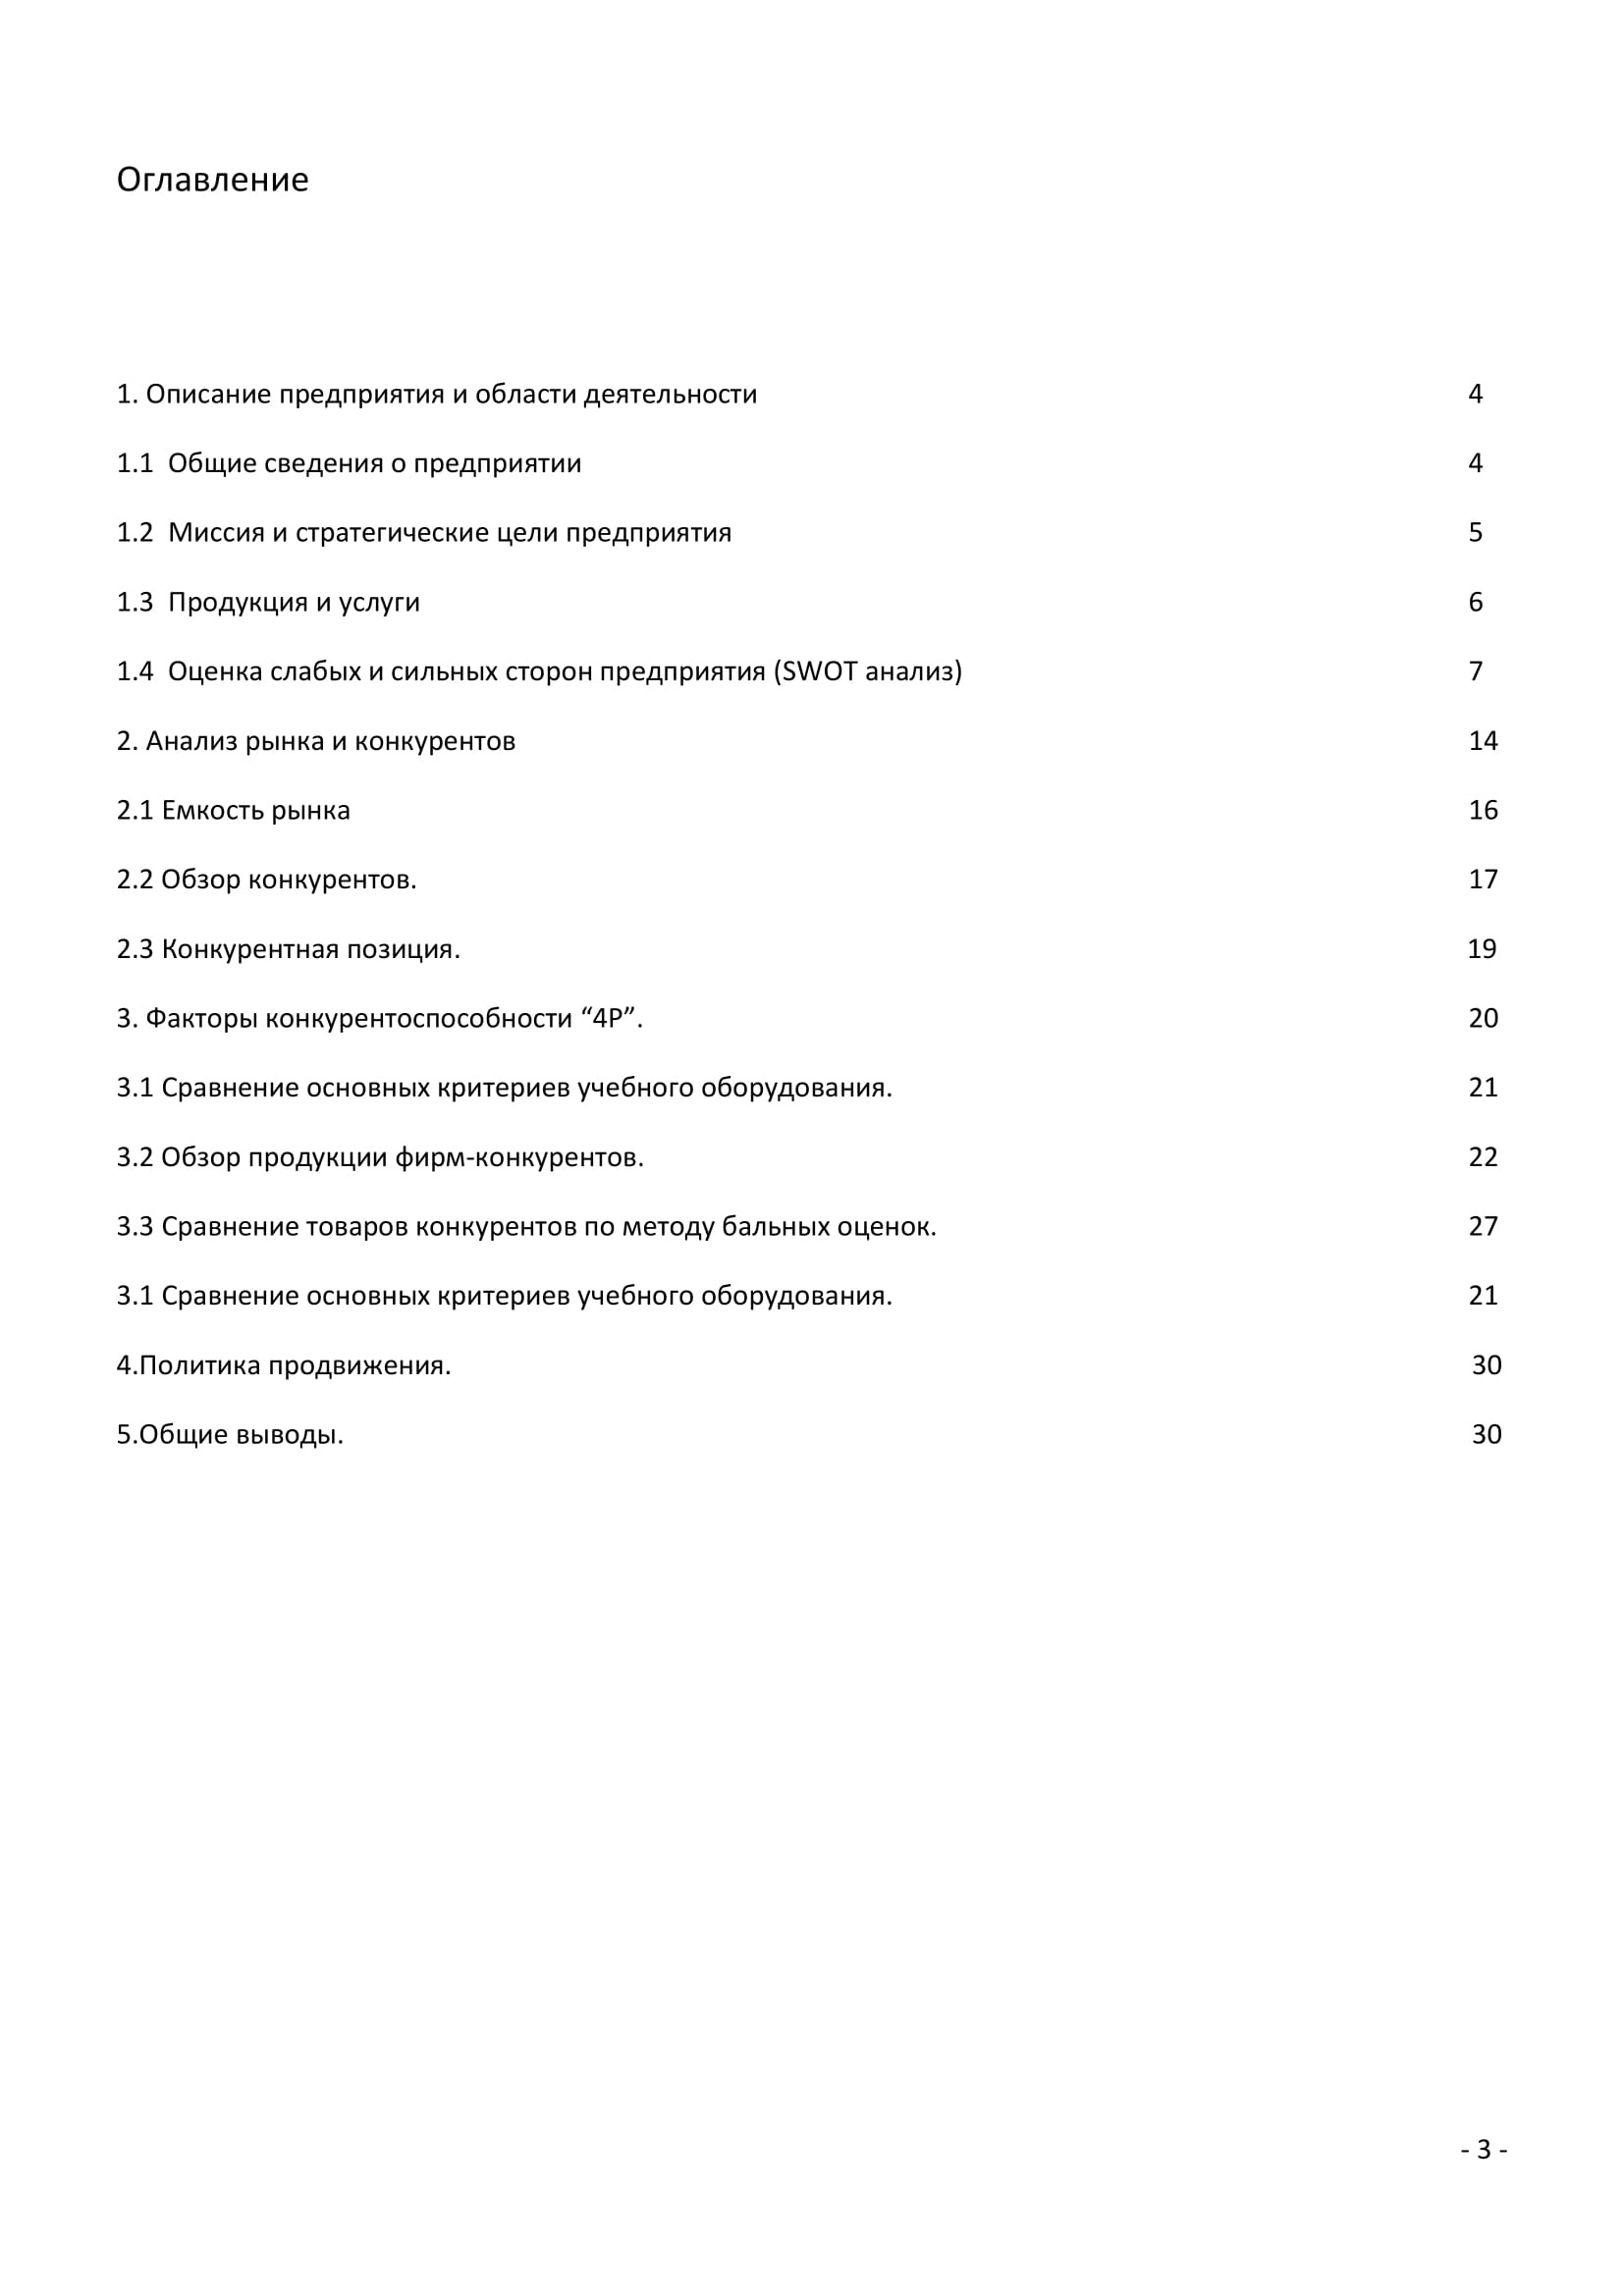 Оглавление
1. Описание предприятия и области деятельности 4
1.1 Общие сведения о предприятии 4
1.2 Миссия и стратегические цели предприятия 5
1.3 Продукция и услуги 6
1.4 Оценка слабых и сильных сторон предприятия (SWOT анализ) 7
2. Анализ рынка и конкурентов 14
2.1 Емкость рынка 16
2.2 Обзор конкурентов. 17
2.3 Конкурентная позиция. 19
3. Факторы конкурентоспособности “4Р”. 20
3.1 Сравнение основных критериев учебного оборудования. 21
3.2 Обзор продукции фирм-конкурентов. 22
3.3 Сравнение товаров конкурентов по методу бальных оценок. 27
3.1 Сравнение основных критериев учебного оборудования. 21
4.Политика продвижения. 30
5.Общие выводы. 30
- 3 -